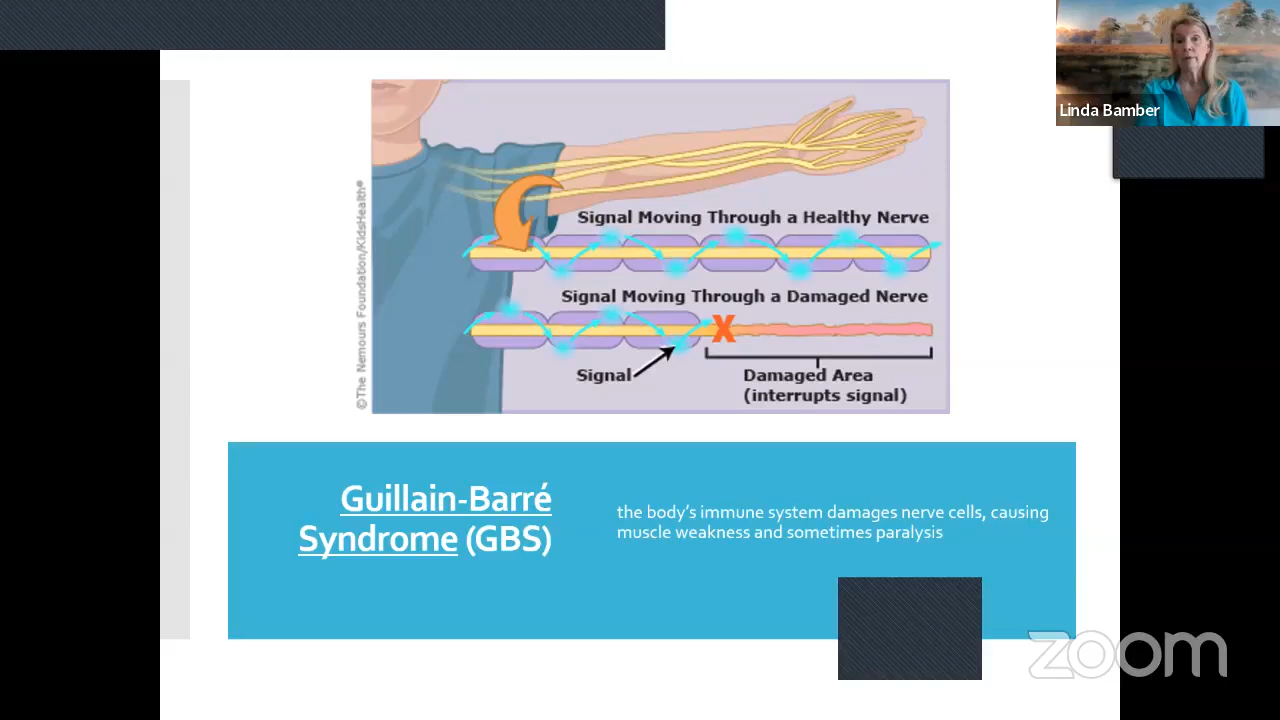 Linda Bamber
©The Nemours Foundation/KidsHealth®
Signal Moving Through a Healthy Nerve
Signal Moving Through a Damaged Nerve
X
Signal
Damaged Area
(interrupts signal)
Guillain-Barré
Syndrome (GBS)
the body's immune system damages nerve cells, causing
muscle weakness and sometimes paralysis
zoom